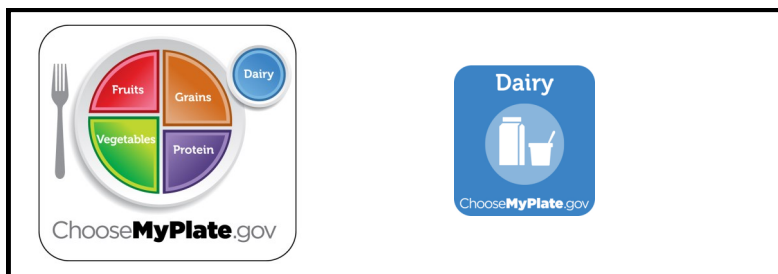 Dairy
Fruits
Grains
Vegetables
Protein
ChooseMyPlate.gov
Dairy
ChooseMyPlate.gov